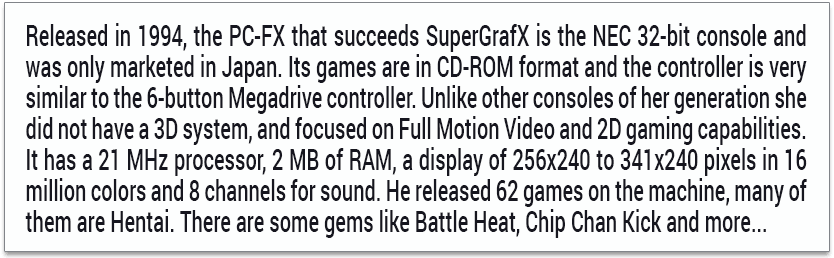 Released in 1994, the PC-FX that succeeds SuperGrafX is the NEC 32-bit console and
was only marketed in Japan. Its games are in CD-ROM format and the controller is very
similar to the 6-button Megadrive controller. Unlike other consoles of her generation she
did not have a 3D system, and focused on Full Motion Video and 2D gaming capabilities.
It has a 21 MHz processor, 2 MB of RAM, a display of 256x240 to 341x240 pixels in 16
million colors and 8 channels for sound. He released 62 games on the machine, many of
them are Hentai. There are some gems like Battle Heat, Chip Chan Kick and more...